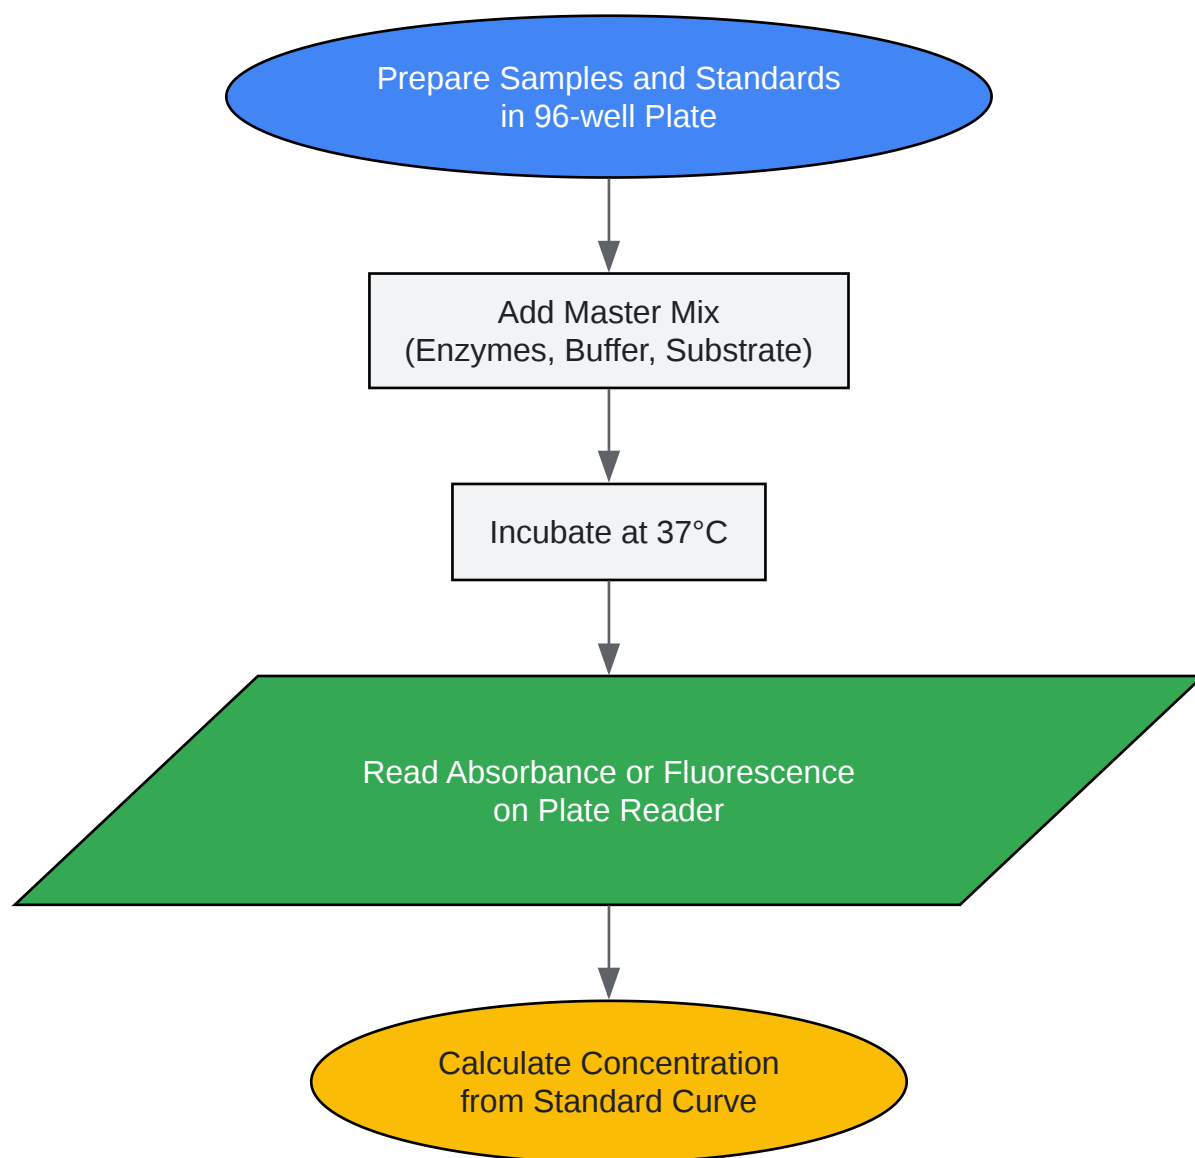 Prepare Samples and Standards
in 96-well Plate
Add Master Mix
(Enzymes, Buffer, Substrate)
Incubate at 37°C
Read Absorbance or Fluorescence
on Plate Reader
Calculate Concentration
from Standard Curve